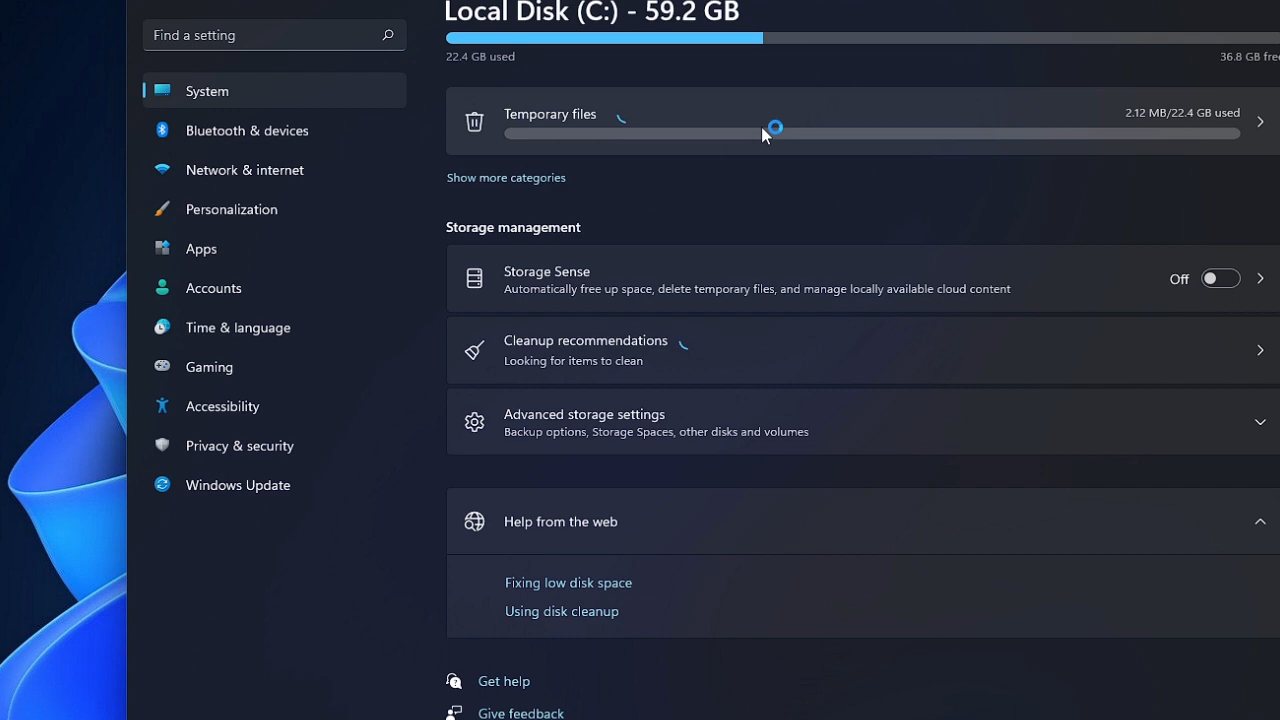 Local Disk (C:) - 59.2 GB
Find a setting
22.4 GB used
36.8 GB free
System
Temporary files
2.12 MB/22.4 GB used
Bluetooth & devices
Network & internet
Show more categories
Personalization
Storage management
Apps
Storage Sense
Automatically free up space, delete temporary files, and manage locally available cloud content
Off
Accounts
Time & language
Cleanup recommendations
Looking for items to clean
Gaming
Accessibility
Advanced storage settings
Backup options, Storage Spaces, other disks and volumes
Privacy & security
Windows Update
Help from the web
Fixing low disk space
Using disk cleanup
Get help
Give feedback